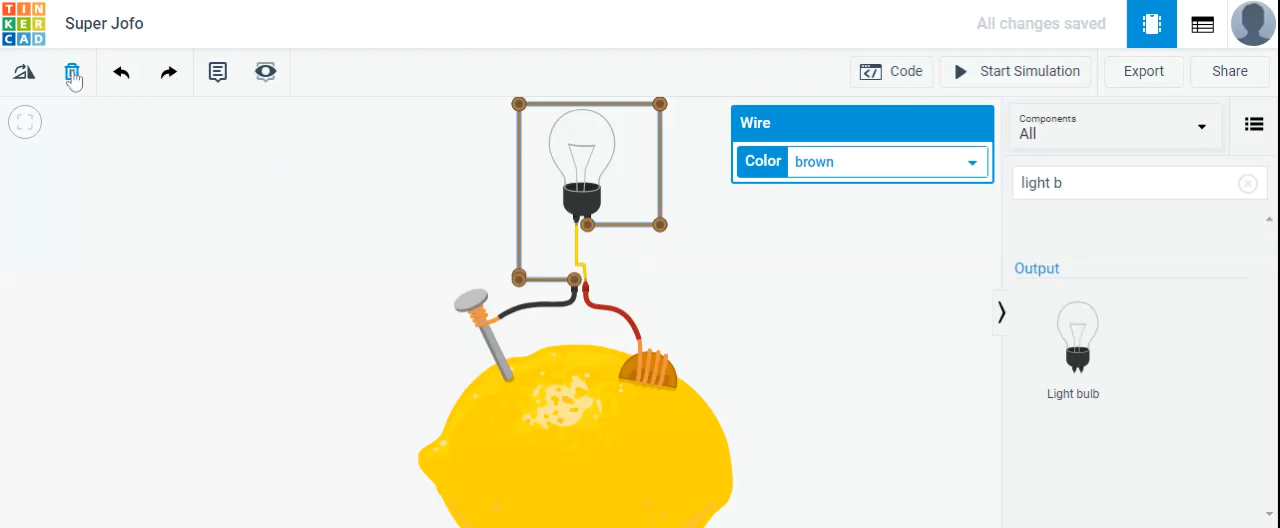 TIN
KER
CAD
Super Jofo
All changes saved
Code
Start Simulation
Export
Share
Wire
Color
brown
Components
All
light b
Output
Light bulb